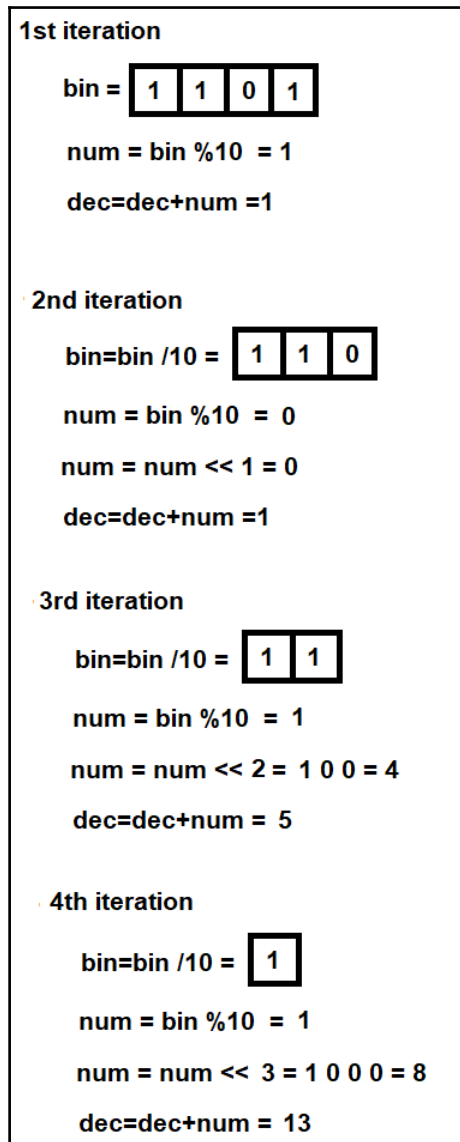 1st iteration
bin = 1 1 0 1
num = bin %10 = 1
dec=dec+num =1
2nd iteration
bin=bin /10 = 1 1 0
num = bin %10 = 0
num = num << 1 = 0
dec=dec+num =1
3rd iteration
bin=bin /10 = 1 1
num = bin %10 = 1
num = num << 2 = 1 0 0 = 4
dec=dec+num = 5
4th iteration
bin=bin /10 = 1
num = bin %10 = 1
num = num << 3 = 1 0 0 0 = 8
dec=dec+num = 13